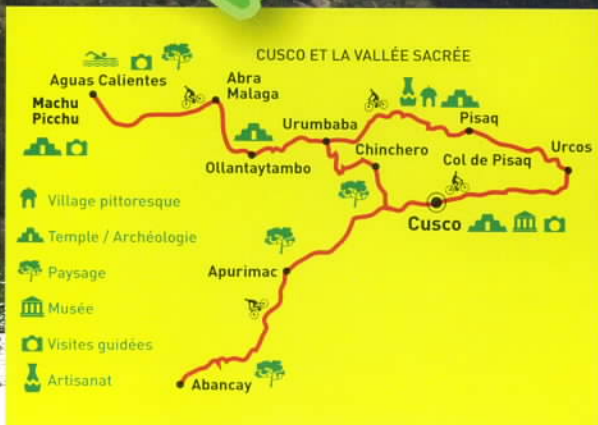 CUSCO ET LA VALLÉE SACRÉE
Aguas Calientes
Abra
Malaga
Machu
Picchu
Urumbaba
Pisaq
Urcos
Chinchero
Col de Pisaq
Ollantaytambo
Cusco
Village pittoresque
Temple / Archéologie
Paysage
Apurimac
Musée
Visites guidées
Artisanat
Abancay